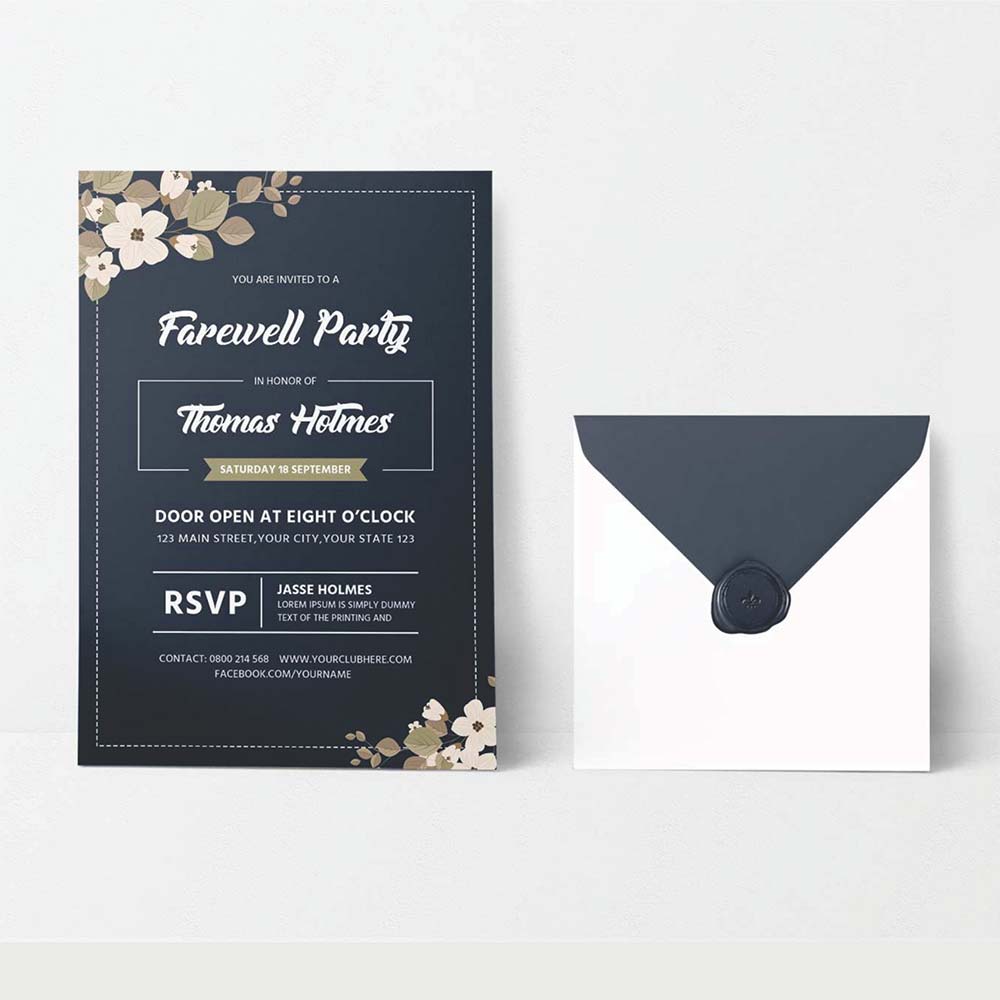 YOU ARE INVITED TO A
Farewell Party
IN HONOR OF
Thomas Holmes
SATURDAY 18 SEPTEMBER
DOOR OPEN AT EIGHT O’CLOCK
123 MAIN STREET,YOUR CITY,YOUR STATE 123
RSVP
JASSE HOLMES
LOREM IPSUM IS SIMPLY DUMMY
TEXT OF THE PRINTING AND
CONTACT: 0800 214 568 WWW.YOURCLUBHERE.COM
FACEBOOK.COM/YOURNAME